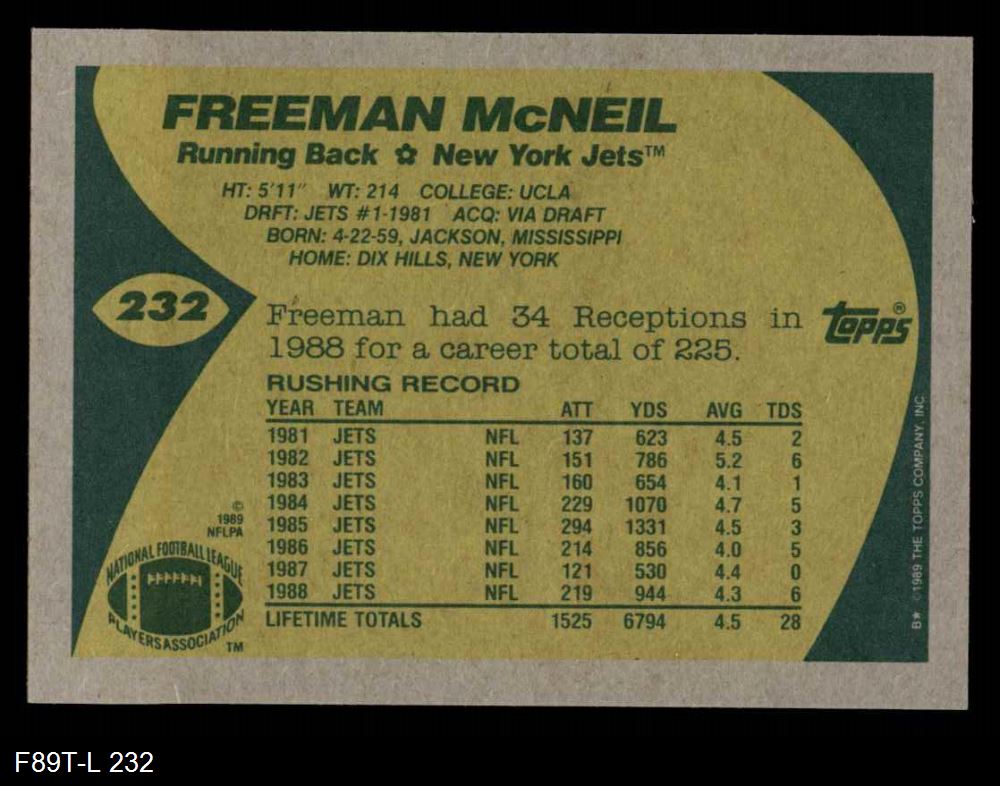 FREEMAN McNEIL
Running Back ✩ New York Jets™
HT: 5'11" WT: 214 COLLEGE: UCLA
DRFT: JETS #1-1981 ACQ: VIA DRAFT
BORN: 4-22-59, JACKSON, MISSISSIPPI
HOME: DIX HILLS, NEW YORK
232
Freeman had 34 Receptions in
1988 for a career total of 225.
topps®
RUSHING RECORD
YEAR TEAM ATT YDS AVG TDS
1981 JETS NFL 137 623 4.5 2
1982 JETS NFL 151 786 5.2 6
1983 JETS NFL 160 654 4.1 1
1984 JETS NFL 229 1070 4.7 5
1985 JETS NFL 294 1331 4.5 3
1986 JETS NFL 214 856 4.0 5
1987 JETS NFL 121 530 4.4 0
1988 JETS NFL 219 944 4.3 6
LIFETIME TOTALS 1525 6794 4.5 28
©
1989
NFLPA
NATIONAL FOOTBALL LEAGUE
PLAYERS ASSOCIATION
TM
B* ©1989 THE TOPPS COMPANY, INC.
F89T-L 232